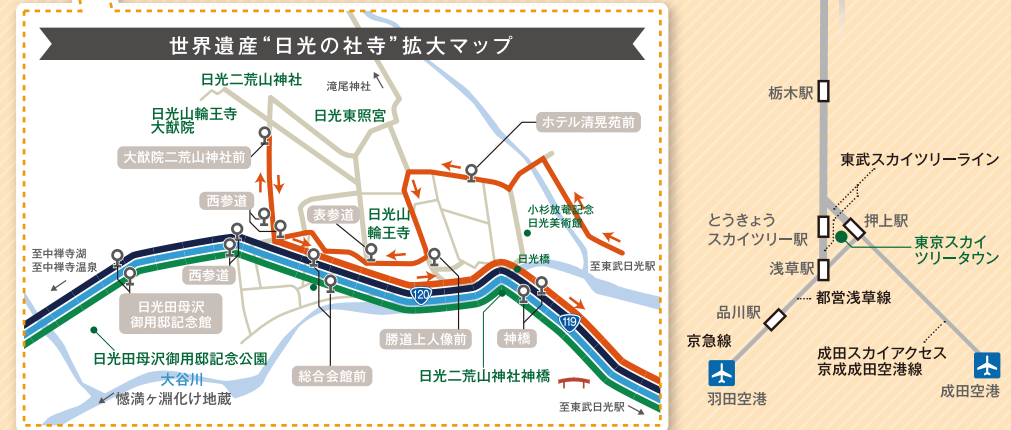 世界遺産“日光の社寺”拡大マップ
日光二荒山神社
滝尾神社
日光山輪王寺
大猷院
日光東照宮
ホテル清晃苑前
大猷院二荒山神社前
西参道
表参道
日光山
輪王寺
小杉放菴記念
日光美術館
至中禅寺湖
至中禅寺温泉
西参道
日光橋
至東武日光駅
120
119
日光田母沢
御用邸記念館
勝道上人像前
神橋
日光田母沢御用邸記念公園
総合会館前
日光二荒山神社神橋
大谷川
憾満ヶ淵化け地蔵
至東武日光駅
栃木駅
東武スカイツリーライン
とうきょう
スカイツリー駅
押上駅
東京スカイ
ツリータウン
浅草駅
都営浅草線
品川駅
京急線
成田スカイアクセス
京成成田空港線
羽田空港
成田空港